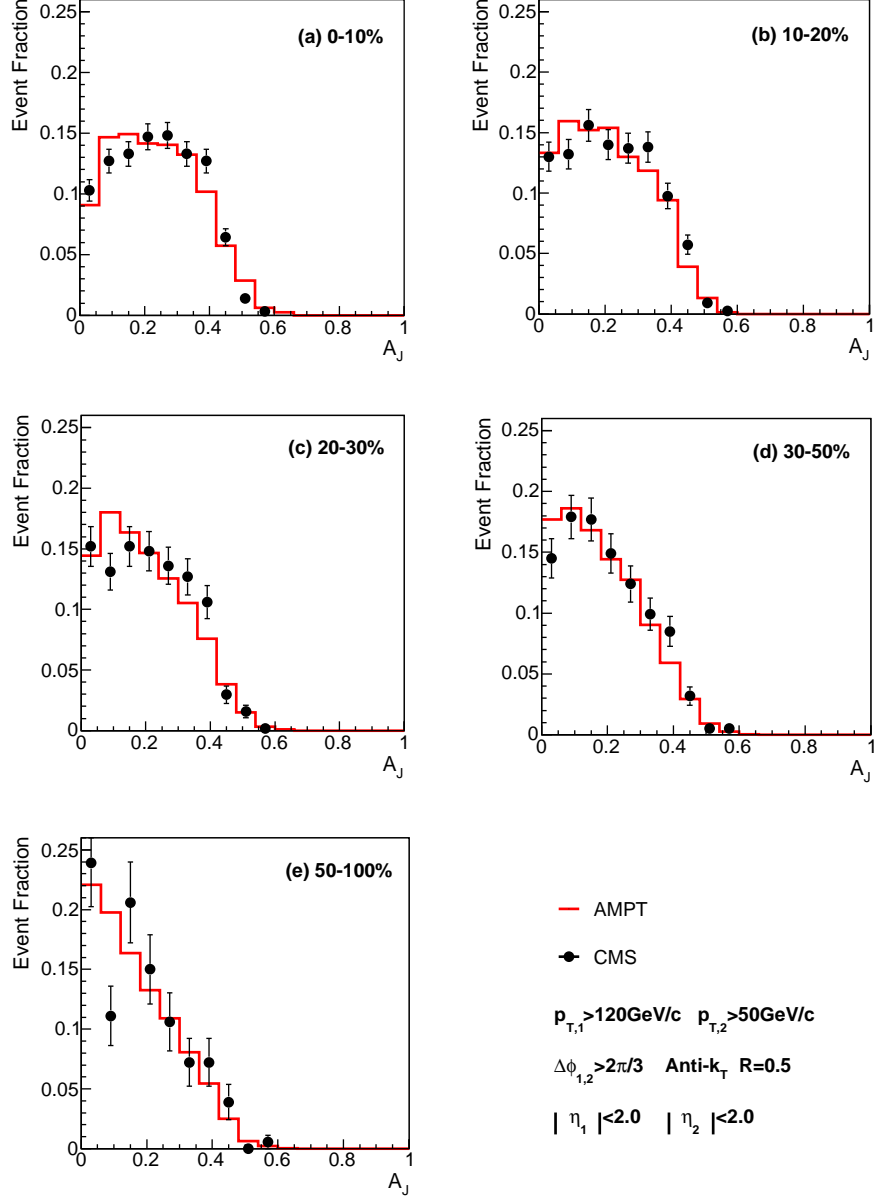 0.25
0.2
0.15
0.1
0.05
0
Event Fraction
(a) 0-10%
0 0.2 0.4 0.6 0.8 1
A_J
0.25
0.2
0.15
0.1
0.05
0
Event Fraction
(b) 10-20%
0 0.2 0.4 0.6 0.8 1
A_J
0.25
0.2
0.15
0.1
0.05
0
Event Fraction
(c) 20-30%
0 0.2 0.4 0.6 0.8 1
A_J
0.25
0.2
0.15
0.1
0.05
0
Event Fraction
(d) 30-50%
0 0.2 0.4 0.6 0.8 1
A_J
0.25
0.2
0.15
0.1
0.05
0
Event Fraction
(e) 50-100%
0 0.2 0.4 0.6 0.8 1
A_J
AMPT
CMS
p_T,1>120GeV/c p_T,2>50GeV/c
Δϕ_1,2>2π/3 Anti-k_T R=0.5
| η_1 |<2.0 | η_2 |<2.0